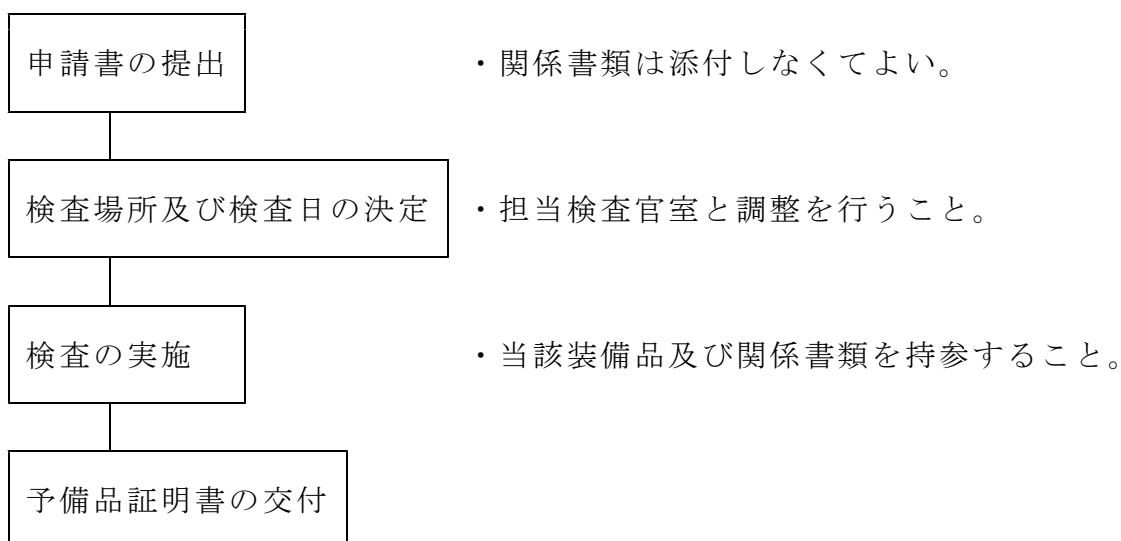 申請書の提出
・関係書類は添付しなくてよい。
検査場所及び検査日の決定
・担当検査官室と調整を行うこと。
検査の実施
・当該装備品及び関係書類を持参すること。
予備品証明書の交付